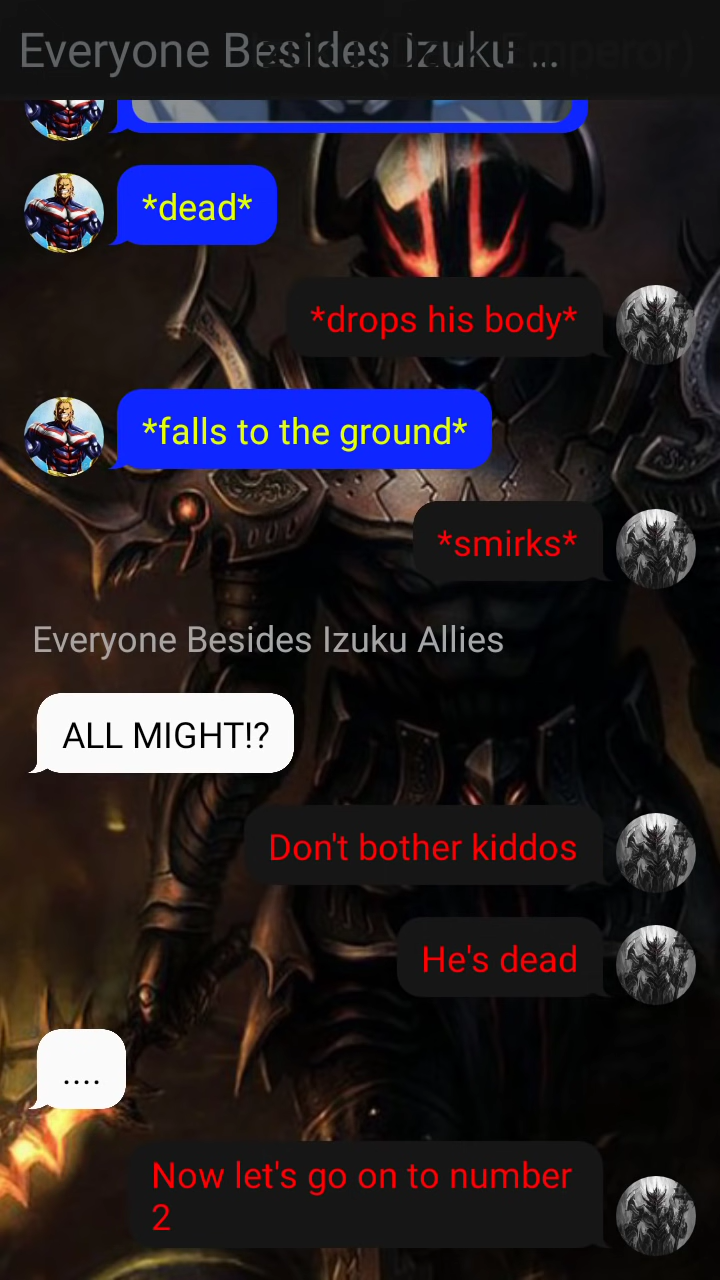 Everyone Besides Izuku ...
Emperor)
*dead*
*drops his body*
*falls to the ground*
*smirks*
Everyone Besides Izuku Allies
ALL MIGHT!?
Don't bother kiddos
He's dead
....
Now let's go on to number
2